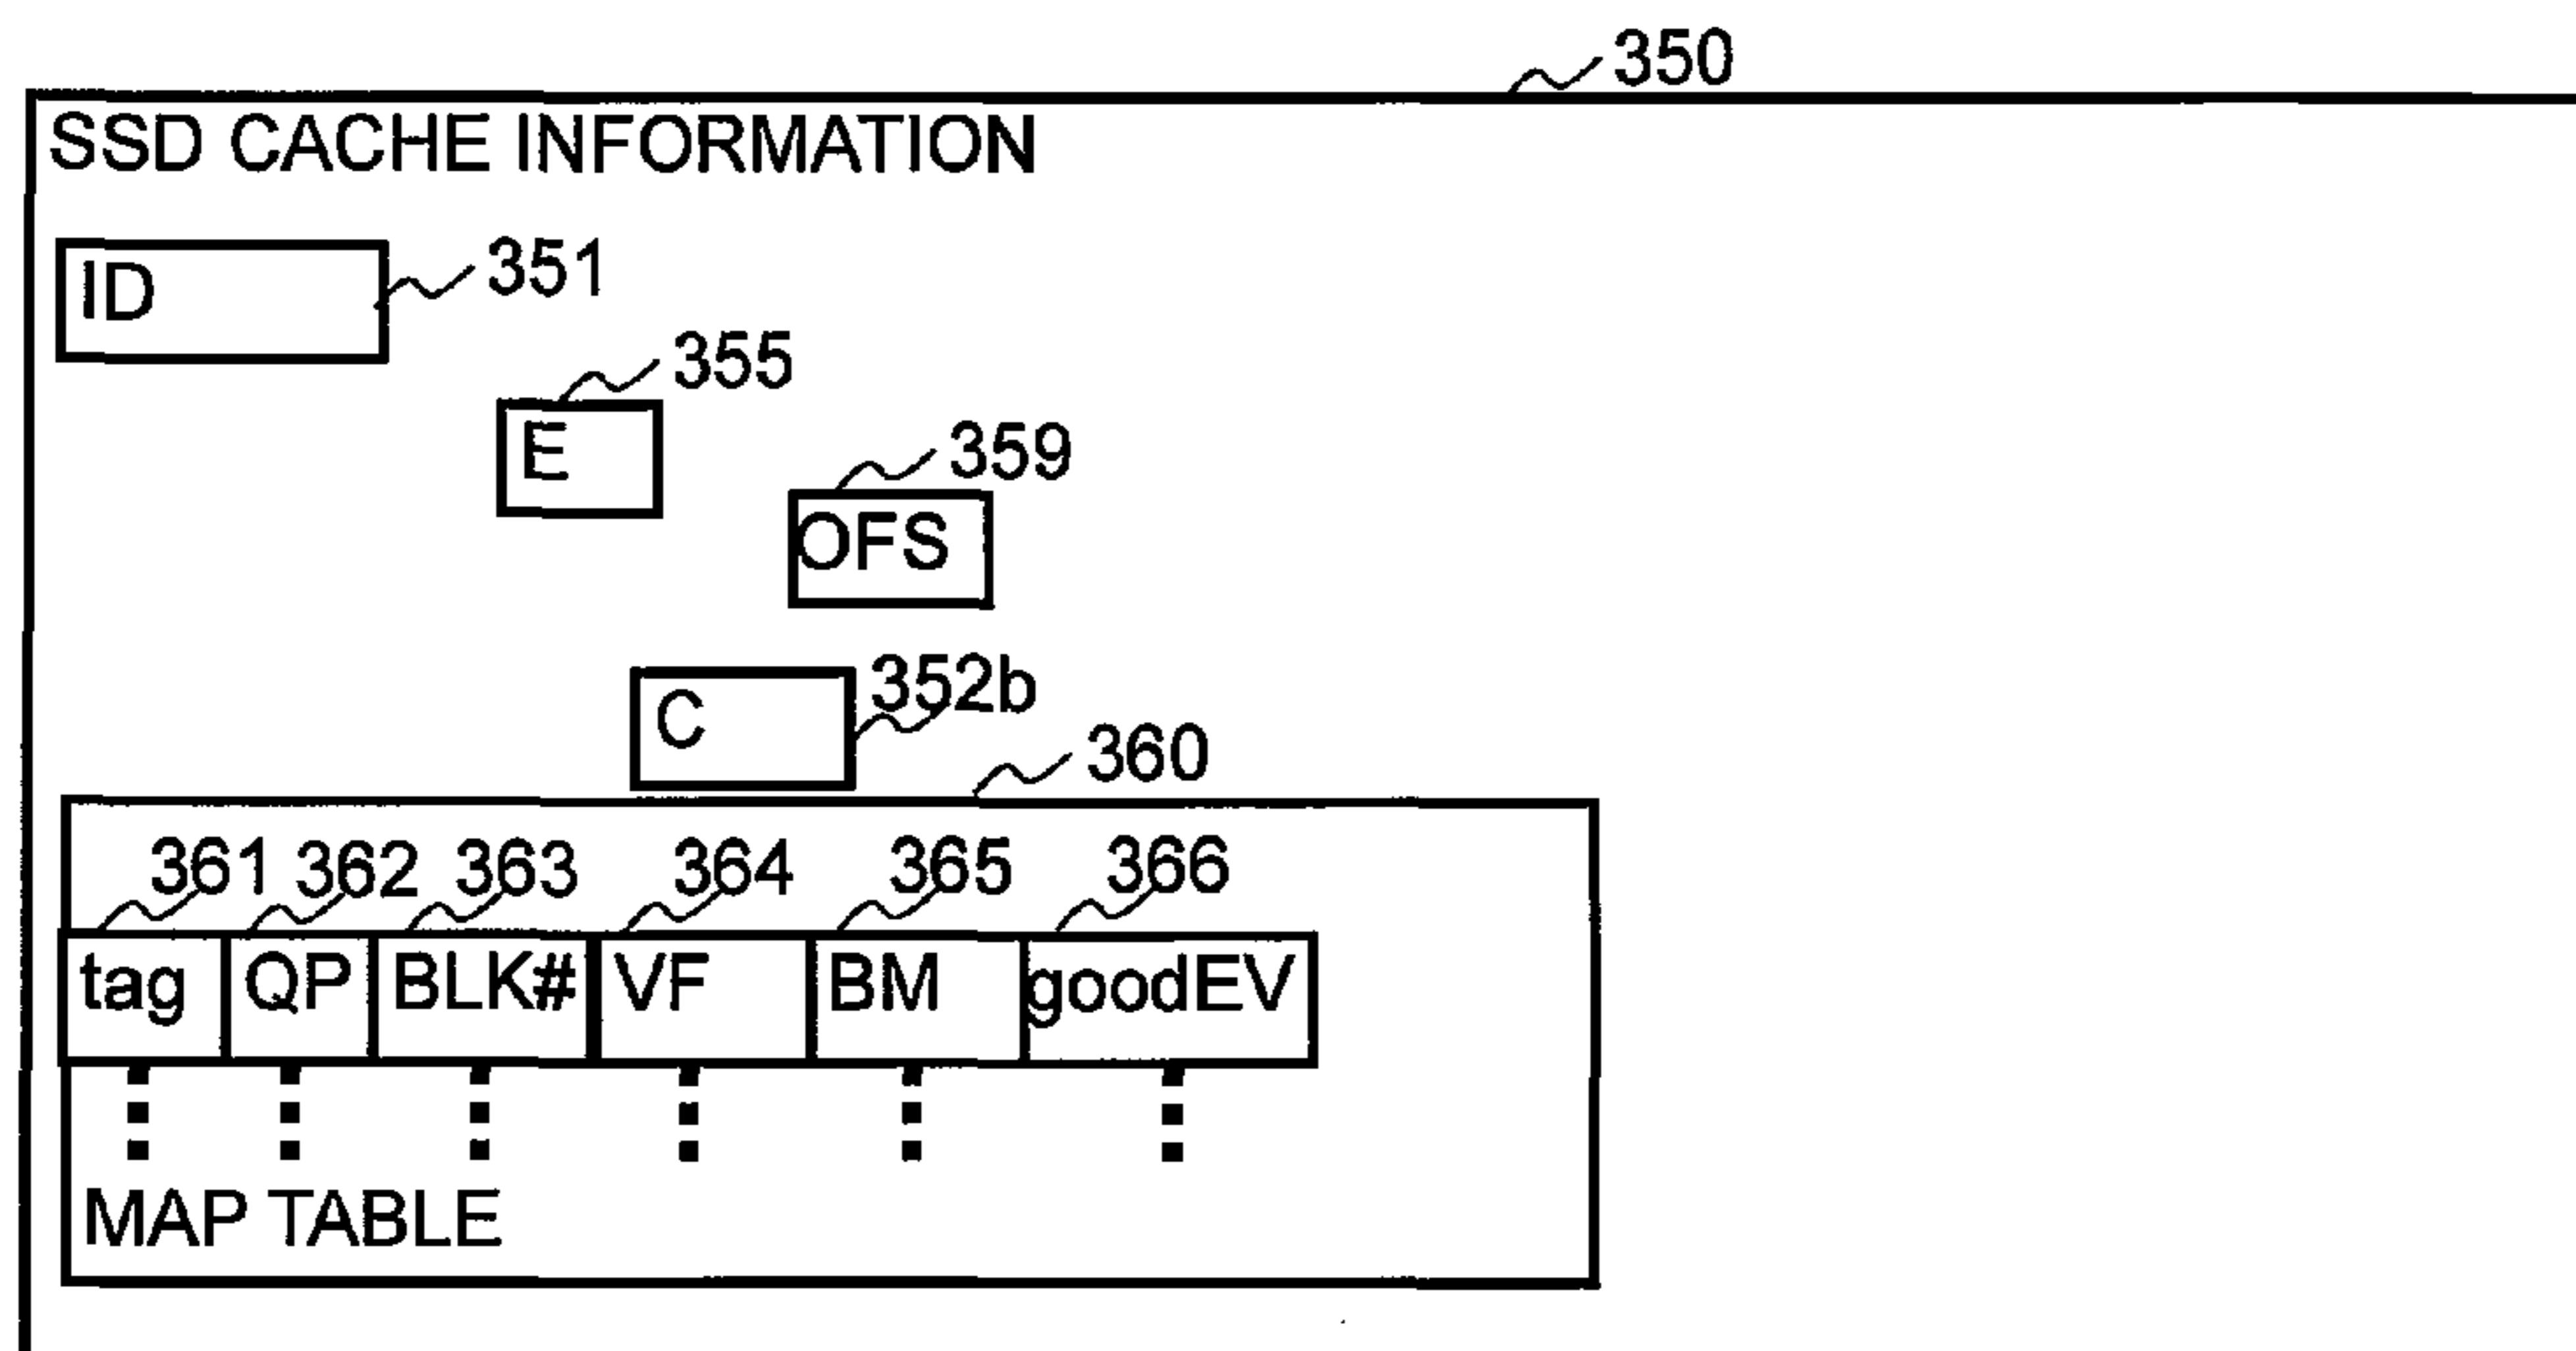 350
SSD CACHE INFORMATION
ID 351
355
E
359
OFS
352b
C
360
361 362 363 364 365 366
tag QP BLK# VF BM goodEV
MAP TABLE